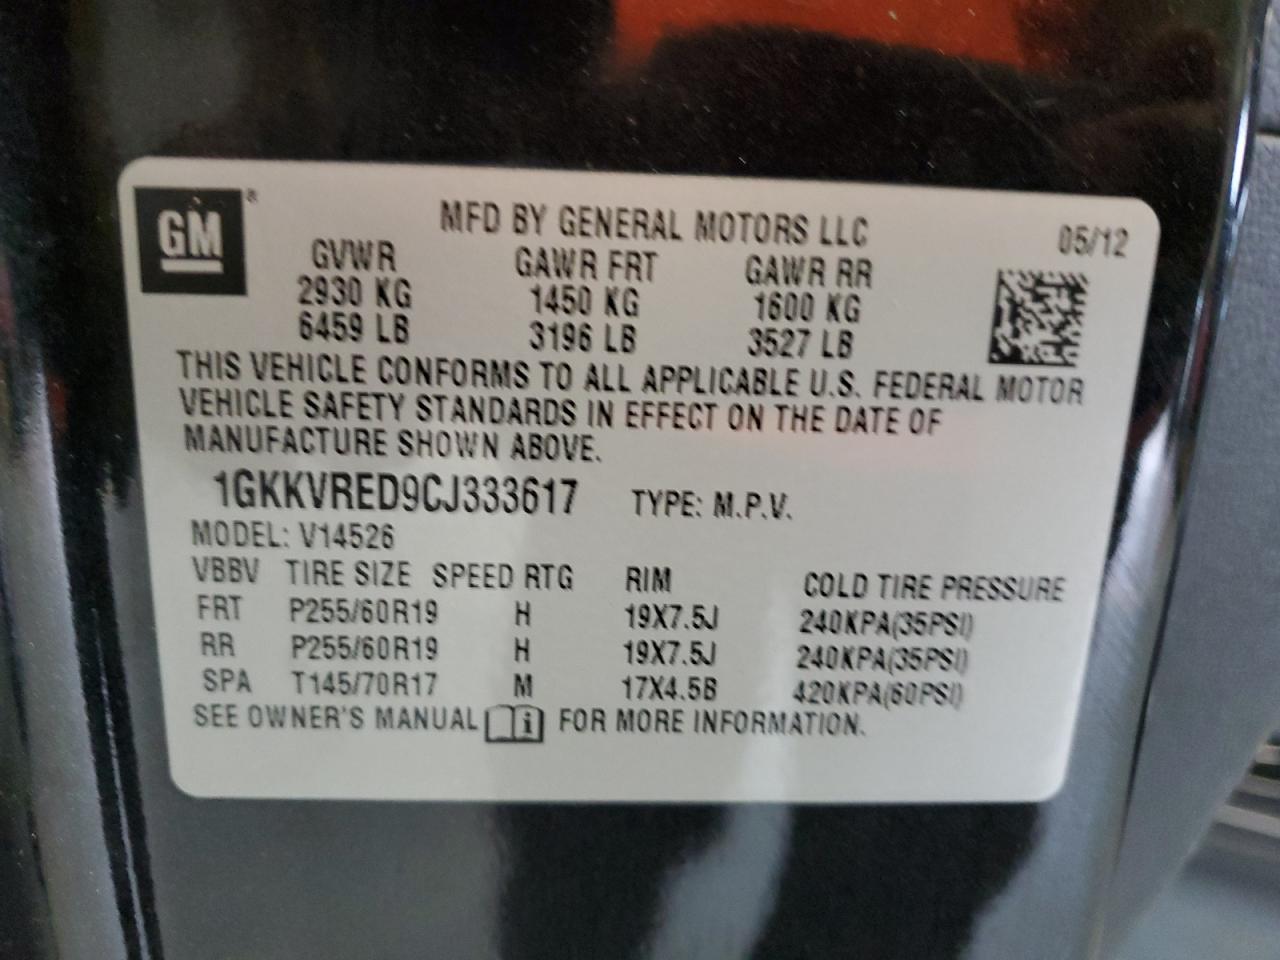 GM®
MFD BY GENERAL MOTORS LLC 05/12
GVWR GAWR FRT GAWR RR
2930 KG 1450 KG 1600 KG
6459 LB 3196 LB 3527 LB
THIS VEHICLE CONFORMS TO ALL APPLICABLE U.S. FEDERAL MOTOR
VEHICLE SAFETY STANDARDS IN EFFECT ON THE DATE OF
MANUFACTURE SHOWN ABOVE.
1GKKVRED9CJ333617 TYPE: M.P.V.
MODEL: V14526
VBBV TIRE SIZE SPEED RTG RIM COLD TIRE PRESSURE
FRT P255/60R19 H 19X7.5J 240KPA(35PSI)
RR P255/60R19 H 19X7.5J 240KPA(35PSI)
SPA T145/70R17 M 17X4.5B 420KPA(60PSI)
SEE OWNER'S MANUAL i FOR MORE INFORMATION.